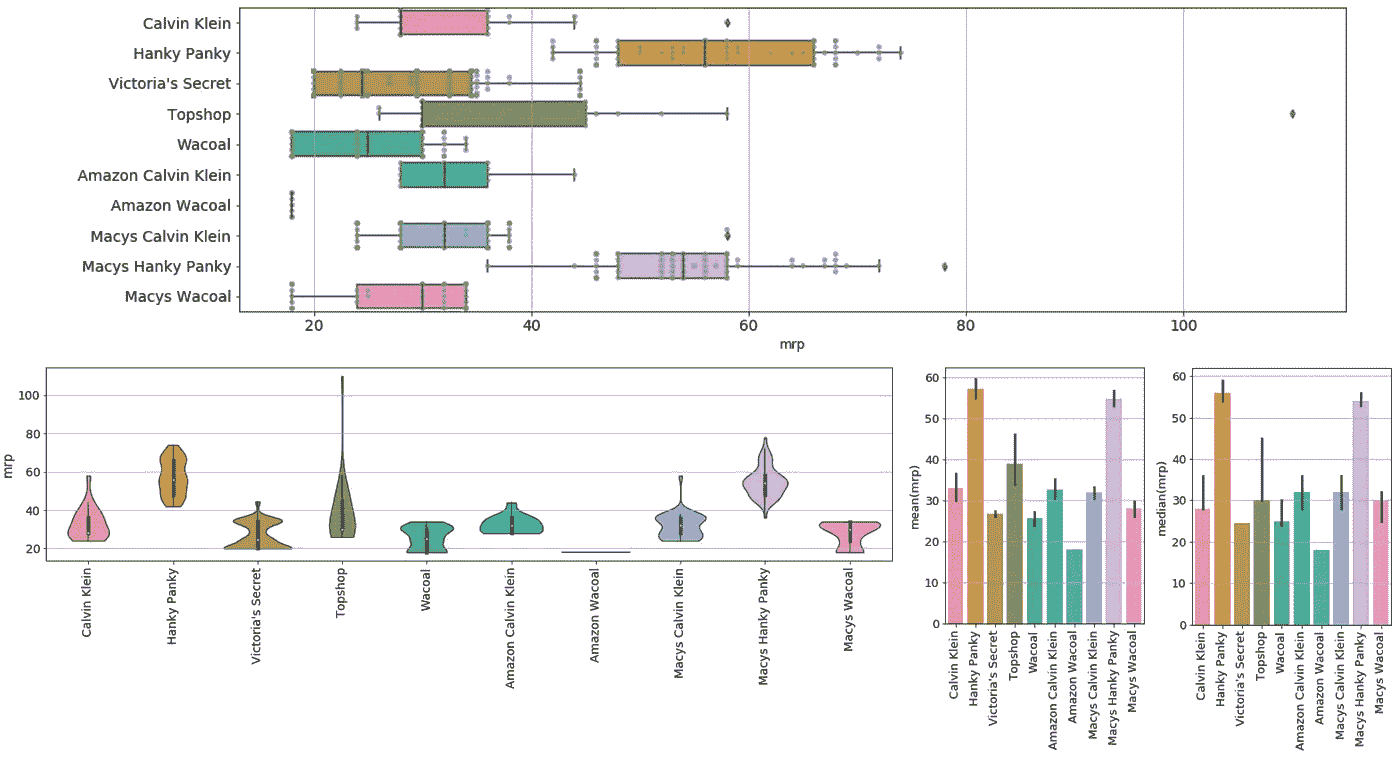 Calvin Klein
Hanky Panky
Victoria's Secret
Topshop
Wacoal
Amazon Calvin Klein
Amazon Wacoal
Macys Calvin Klein
Macys Hanky Panky
Macys Wacoal
20 40 60 80 100
mrp
mrp
100
80
60
40
20
Calvin Klein
Hanky Panky
Victoria's Secret
Topshop
Wacoal
Amazon Calvin Klein
Amazon Wacoal
Macys Calvin Klein
Macys Hanky Panky
Macys Wacoal
mean(mrp)
60
50
40
30
20
10
0
Calvin Klein
Hanky Panky
Victoria's Secret
Topshop
Wacoal
Amazon Calvin Klein
Amazon Wacoal
Macys Calvin Klein
Macys Hanky Panky
Macys Wacoal
median(mrp)
60
50
40
30
20
10
0
Calvin Klein
Hanky Panky
Victoria's Secret
Topshop
Wacoal
Amazon Calvin Klein
Amazon Wacoal
Macys Calvin Klein
Macys Hanky Panky
Macys Wacoal